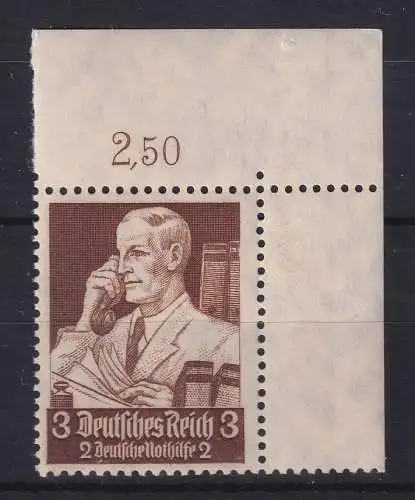 2,50
3 Deutsches Reich 3
2 Deutsche Nothilfe 2